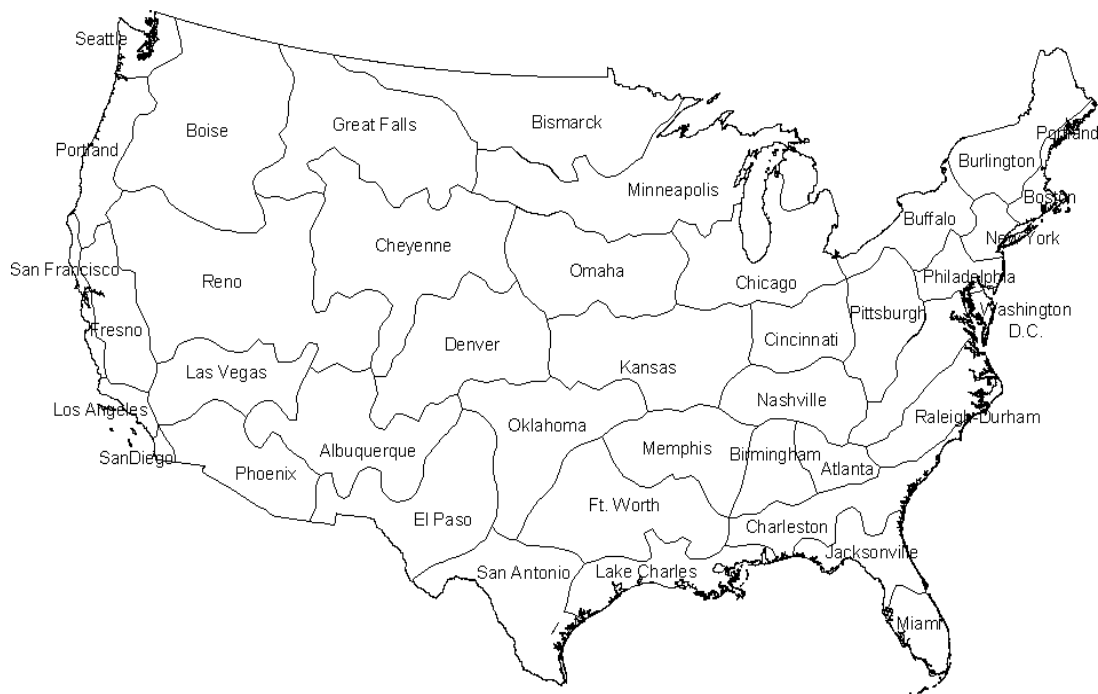 Seattle
Bismarck
Great Falls
Boise
Portland
Portland
Burlington
Minneapolis
Boston
Buffalo
New York
Cheyenne
San Francisco
Omaha
Reno
Chicago
Philadelphia
Washington
D.C.
Pittsburgh
Fresno
Cincinnati
Denver
Kansas
Las Vegas
Nashville
Los Angeles
Raleigh-Durham
Oklahoma
Albuquerque
Memphis
Birmingham
SanDiego
Atlanta
Phoenix
Ft. Worth
El Paso
Charleston
Jacksonville
San Antonio
Lake Charles
Miami